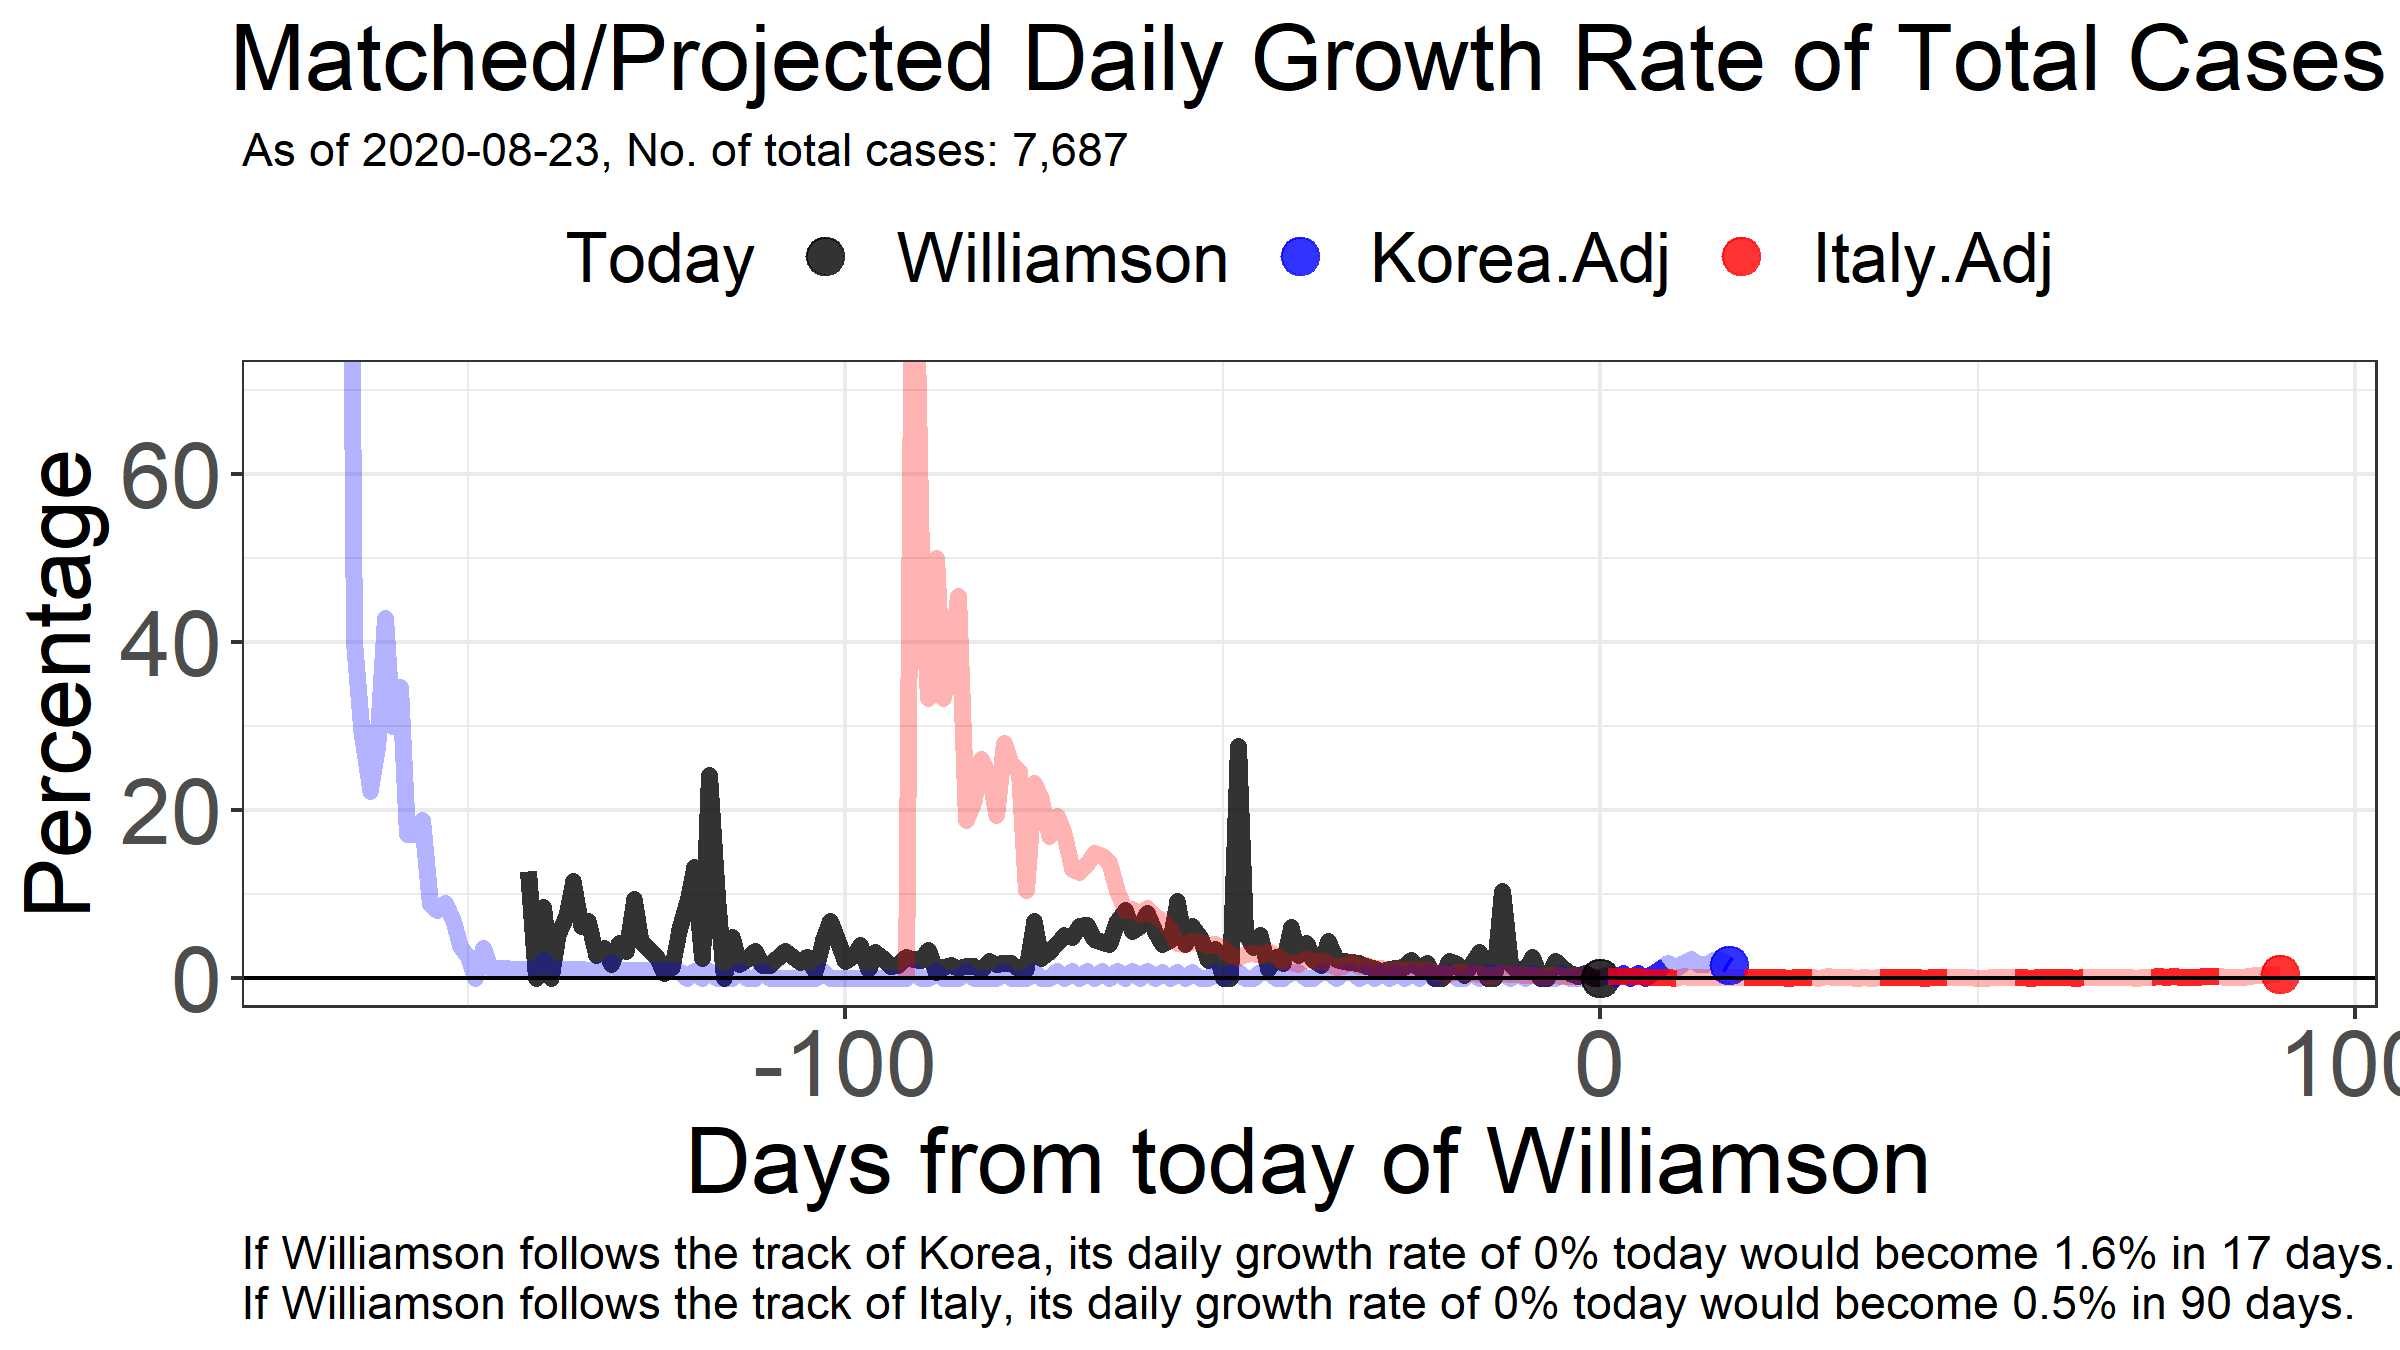 Matched/Projected Daily Growth Rate of Total Cases
As of 2020-08-23, No. of total cases: 7,687
Today Williamson Korea.Adj Italy.Adj
Percentage
60
40
20
0
-100 0 100
Days from today of Williamson
If Williamson follows the track of Korea, its daily growth rate of 0% today would become 1.6% in 17 days.
If Williamson follows the track of Italy, its daily growth rate of 0% today would become 0.5% in 90 days.